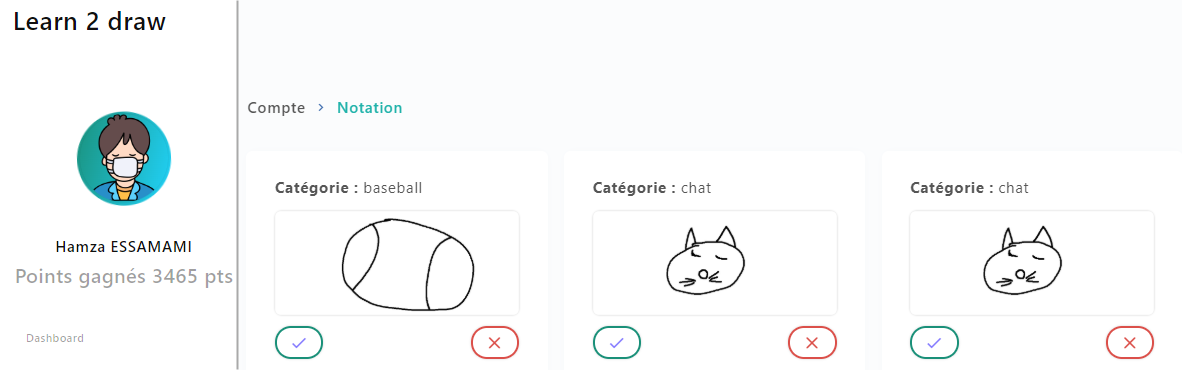 Learn 2 draw
Hamza ESSAMAMI
Points gagnés 3465 pts
Dashboard
Compte > Notation
Catégorie : baseball
Catégorie : chat
Catégorie : chat